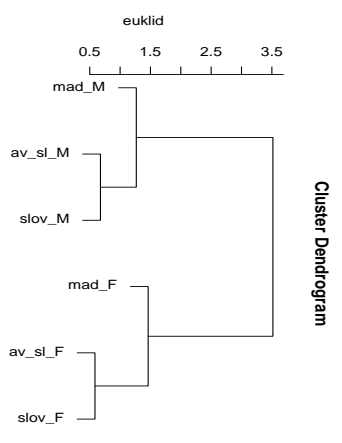 euklid
0.5 1.5 2.5 3.5
mad_M
av_sl_M
slov_M
mad_F
av_sl_F
slov_F
Cluster Dendrogram